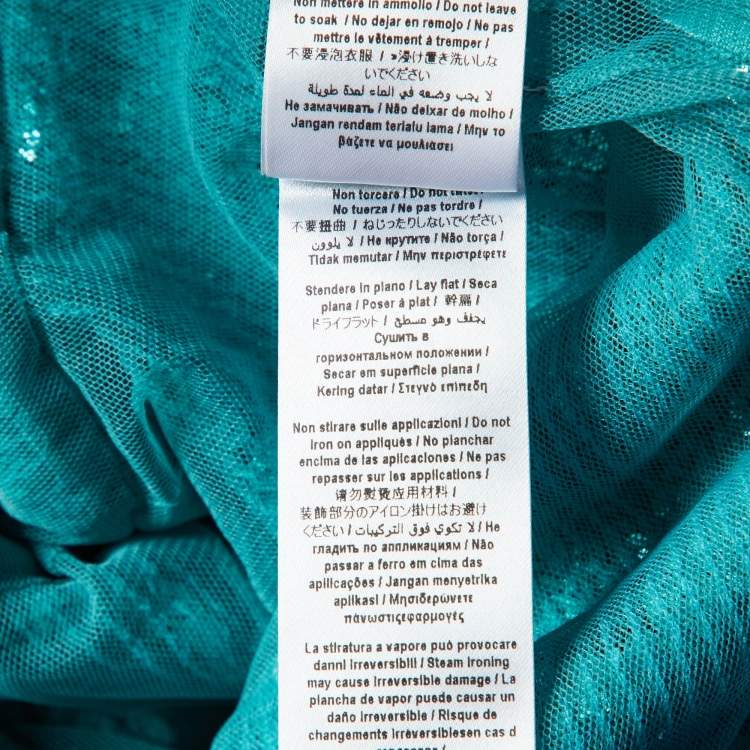 Non mettere in ammollo / Do not leave
to soak / No dejar en remojo / Ne pas
mettre le vêtement à tremper /
不要浸泡衣服 / »浸け置き洗いしな
いでください
لا يجب وضعه في الماء لمدة طويلة
Не замачивать / Não deixar de molho /
Jangan rendam terlalu lama / Μην το
βάζετε να μουλιάσει
Non torcere / Do not twist
No tuerza / Ne pas tordre /
不要扭曲 / ねじったりしないでください
/ لا يلوون / Не крутите / Não torça /
Tidak memutar / Μην περιστρέφετε
Stendere in piano / Lay flat / Seca
plana / Poser à plat / 幹扁 /
ドライフラット / يجفف وهو مسطح
Сушить в
горизонтальном положении /
Secar em superfície plana /
Kering datar / Στεγνό επίπεδη
Non stirare sulle applicazioni / Do not
iron on appliqués / No planchar
encima de las aplicaciones / Ne pas
repasser sur les applications /
请勿熨烫应用材料 /
装飾部分のアイロン掛けはお避け
ください / لا تكوي فوق التركيبات / Не
гладить по аппликациям / Não
passar a ferro em cima das
aplicações / Jangan menyetrika
aplikasi / Μησιδερώνετε
πάνωστιςεφαρμογές
La stiratura a vapore può provocare
danni irreversibili / Steam ironing
may cause irreversible damage / La
plancha de vapor puede causar un
daño irreversible / Risque de
changements irréversiblesen cas d